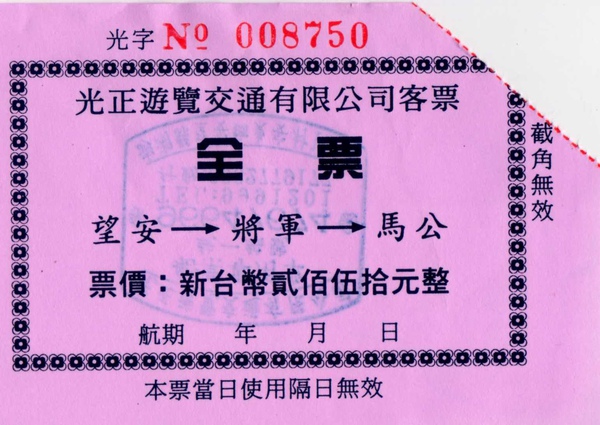 光字 Nº 008750
光正遊覽交通有限公司客票
全票
望安→將軍→馬公
票價：新台幣貳佰伍拾元整
航期 年 月 日
本票當日使用隔日無效
截角無效